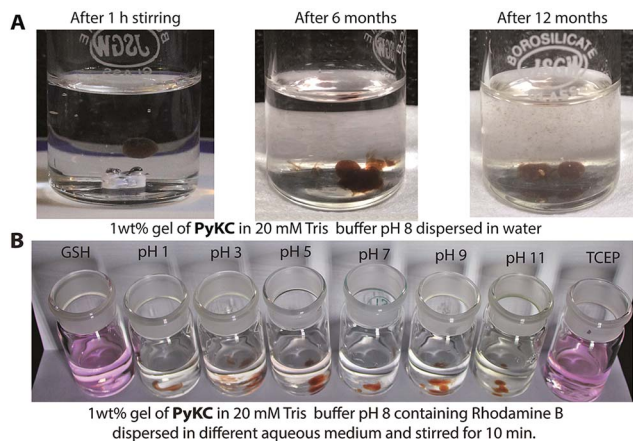 A
After 1 h stirring
After 6 months
After 12 months
JSGW
BOROSILICATE
JSGW
1wt% gel of PyKC in 20 mM Tris buffer pH 8 dispersed in water
B
GSH
pH 1
pH 3
pH 5
pH 7
pH 9
pH 11
TCEP
1wt% gel of PyKC in 20 mM Tris buffer pH 8 containing Rhodamine B
dispersed in different aqueous medium and stirred for 10 min.